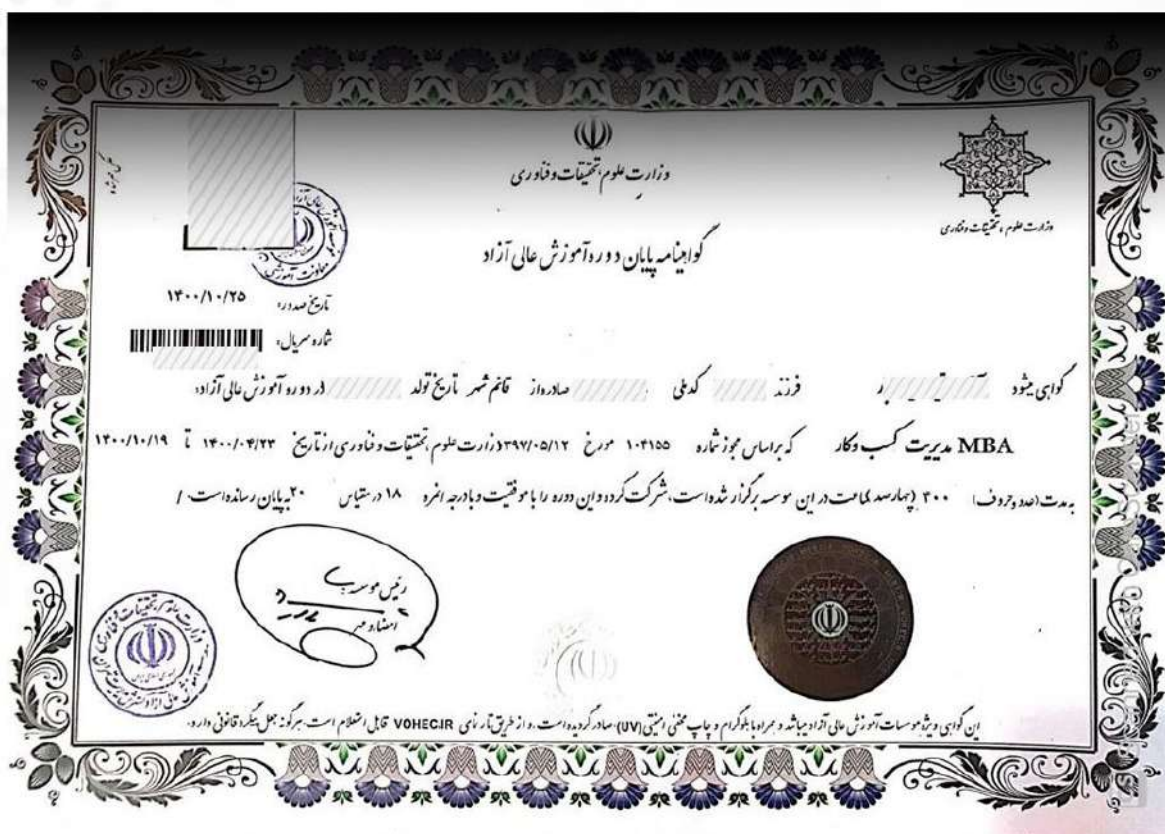 وزارت علوم، تحقیقات و فناوری
وزارت علوم، تحقیقات و فناوری
گواهینامه پایان دوره آموزش عالی آزاد
تاریخ صدور: ۱۴۰۰/۱۰/۲۵
شماره سریال:
گواهی میشود فرزند کدملی صادره از قائم شهر تاریخ تولد در دوره آموزش عالی آزاد:
MBA مدیریت کسب وکار که براساس مجوز شماره ۱۰۴۱۵۵ مورخ ۱۳۹۷/۰۵/۱۲ وزارت علوم، تحقیقات و فناوری از تاریخ ۱۴۰۰/۰۴/۲۳ تا ۱۴۰۰/۱۰/۱۹
به مدت (عدد و حروف) ۴۰۰ (چهارصد) ساعت در این موسسه برگزار شده است، شرکت کرده و این دوره را با موفقیت و با درجه /نمره ۱۸ در مقیاس ۲۰ به پایان رسانده است. /
رئیس موسسه
امضا و مهر
این گواهی ویژه موسسات آموزش عالی آزاد میباشد و همراه با هلوگرام و چاپ مخفی امنیتی (UV) صادر گردیده است. و از طریق تارنمای VOHEC.IR قابل استعلام است. هرگونه جعل پیگرد قانونی دارد.